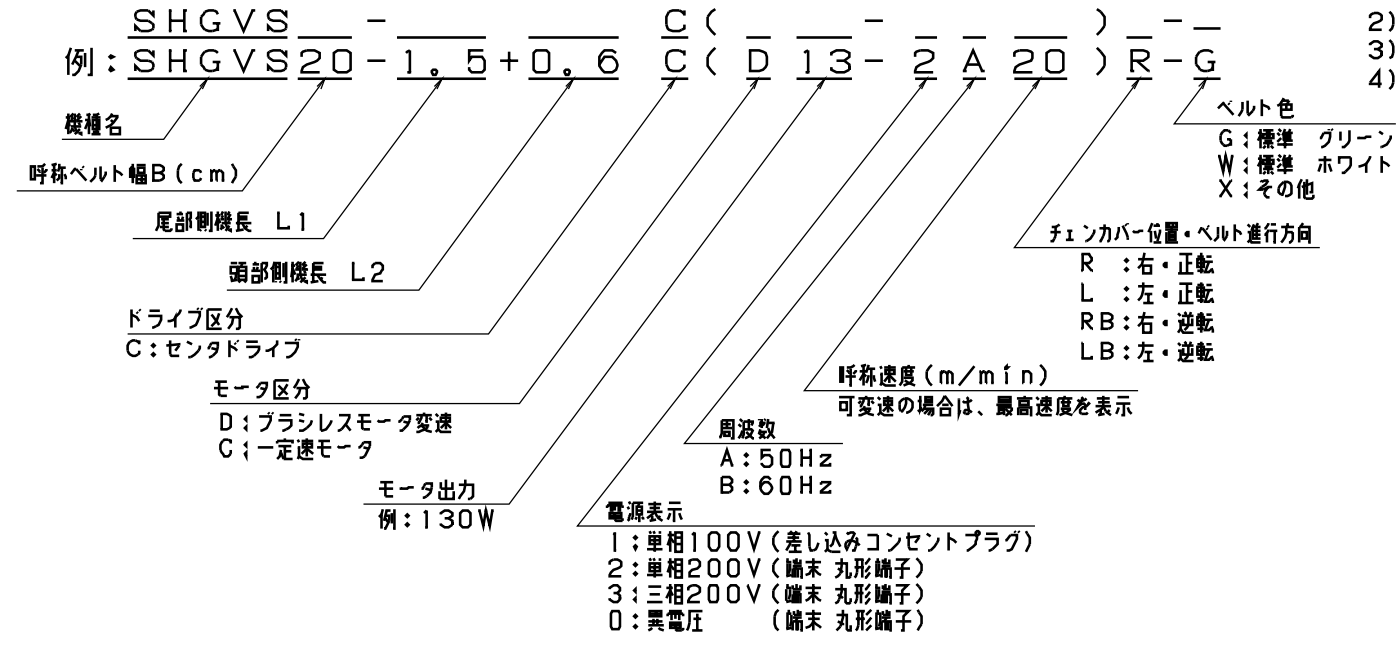 SHGVS＿-＿ ＿ C(＿ ＿-＿ ＿ ＿)＿-＿ 2)
例：SHGVS20-1.5+0.6 C(D13-2A20)R-G 3)
4)
機種名
呼称ベルト幅B(cm)
尾部側機長 L1
頭部側機長 L2
ドライブ区分
C：センタドライブ
モータ区分
D：ブラシレスモータ変速
C：一定速モータ
モータ出力
例：130W
電源表示
1：単相100V(差し込みコンセントプラグ)
2：単相200V(端末 丸形端子)
3：三相200V(端末 丸形端子)
0：異電圧 (端末 丸形端子)
周波数
A：50Hz
B：60Hz
呼称速度(m/min)
可変速の場合は、最高速度を表示
チェンカバー位置・ベルト進行方向
R ：右・正転
L ：左・正転
RB：右・逆転
LB：左・逆転
ベルト色
G：標準 グリーン
W：標準 ホワイト
X：その他